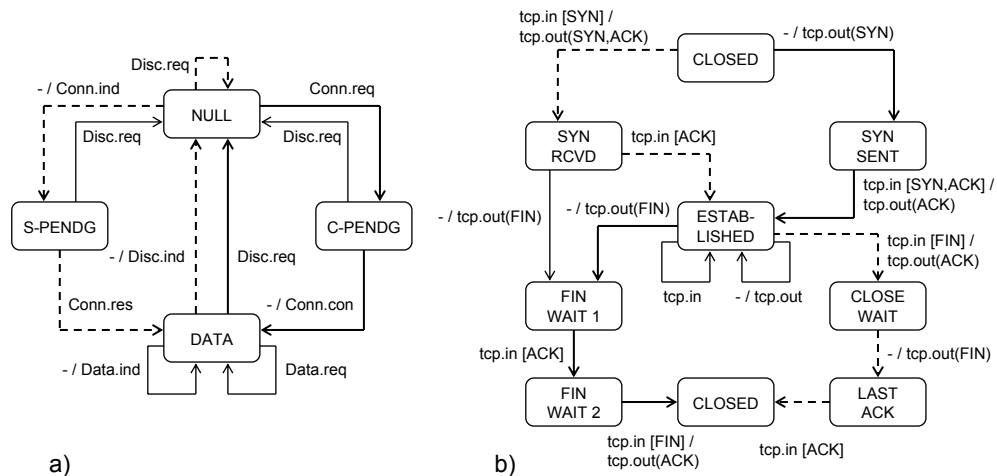 Disc.req
- / Conn.ind
NULL
Conn.req
Disc.req
Disc.req
S-PENDG
C-PENDG
- / Disc.ind
Disc.req
Conn.res
- / Conn.con
DATA
- / Data.ind
Data.req
a)
tcp.in [SYN] /
tcp.out(SYN,ACK)
- / tcp.out(SYN)
CLOSED
SYN
RCVD
tcp.in [ACK]
SYN
SENT
tcp.in [SYN,ACK] /
tcp.out(ACK)
- / tcp.out(FIN)
- / tcp.out(FIN)
ESTAB-
LISHED
tcp.in [FIN] /
tcp.out(ACK)
tcp.in
- / tcp.out
FIN
WAIT 1
CLOSE
WAIT
tcp.in [ACK]
- / tcp.out(FIN)
FIN
WAIT 2
CLOSED
LAST
ACK
tcp.in [FIN] /
tcp.out(ACK)
tcp.in [ACK]
b)